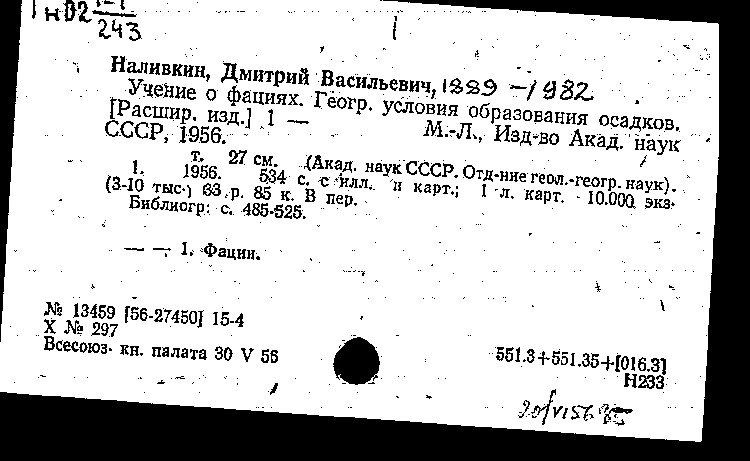 243
Наливкин, Дмитрий Васильевич, 1889 – 1982
Учение о фациях. Геогр. условия образования осадков.
[Расшир. изд.] 1 — М.-Л., Изд-во Акад. наук
СССР, 1956.
т. 27 см. (Акад. наук СССР. Отд-ние геол.-геогр. наук).
1. 1956. 534 с. с илл. и карт.; 1 л. карт. 10.000 экз.
(3-10 тыс.) 33 р. 85 к. В пер.
Библиогр: с. 485-525.
— — 1. Фации.
№ 13459 [56-27450] 15-4
Х № 297
Всесоюз. кн. палата 30 V 56
551.3+551.35+[016.3]
Н233